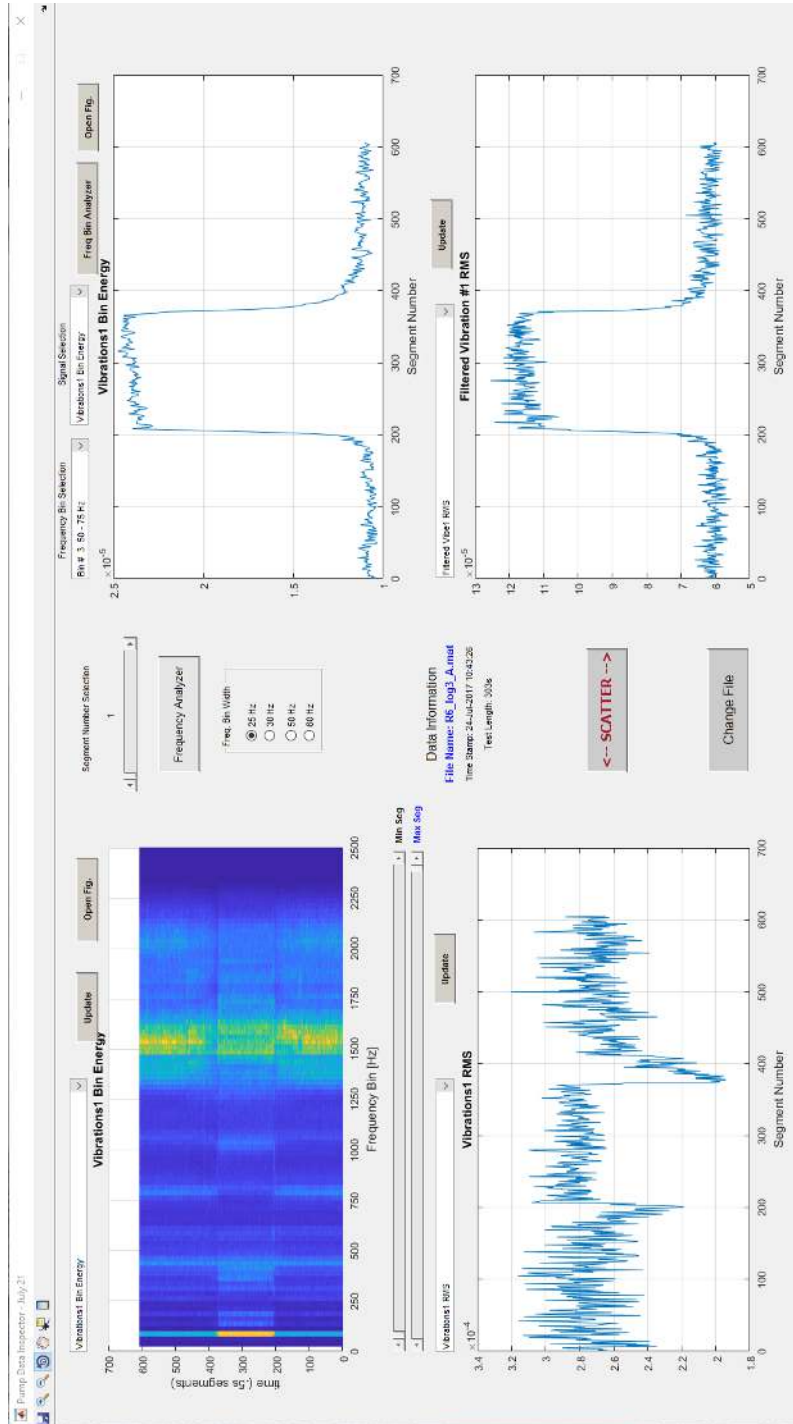 Pump Data Inspector - July 21
Vibrations1 Bin Energy
Update
Open Fig.
Vibrations1 Bin Energy
time (.5s segments)
700
600
500
400
300
200
100
0
0
250
500
750
1000
1250
1500
1750
2000
2250
2500
Frequency Bin [Hz]
Min Seg
Max Seg
Segment Number Selection
1
Frequency Analyzer
Freq. Bin Width
25 Hz
30 Hz
50 Hz
60 Hz
Frequency Bin Selection
Bin # 3 50 - 75 Hz
Signal Selection
Vibrations1 Bin Energy
Freq Bin Analyzer
Open Fig.
Vibrations1 Bin Energy
×10-5
2.5
2
1.5
1
0
100
200
300
400
500
600
700
Segment Number
Vibrations1 RMS
Update
Vibrations1 RMS
×10-4
3.4
3.2
3
2.8
2.6
2.4
2.2
2
1.8
0
100
200
300
400
500
600
700
Segment Number
Data Information
File Name: R6_log3_A.mat
Time Stamp: 24-Jul-2017 10:43:26
Test Length: 303s
<-- SCATTER -->
Change File
Filtered Vibe1 RMS
Update
Filtered Vibration #1 RMS
×10-5
13
12
11
10
9
8
7
6
5
0
100
200
300
400
500
600
700
Segment Number